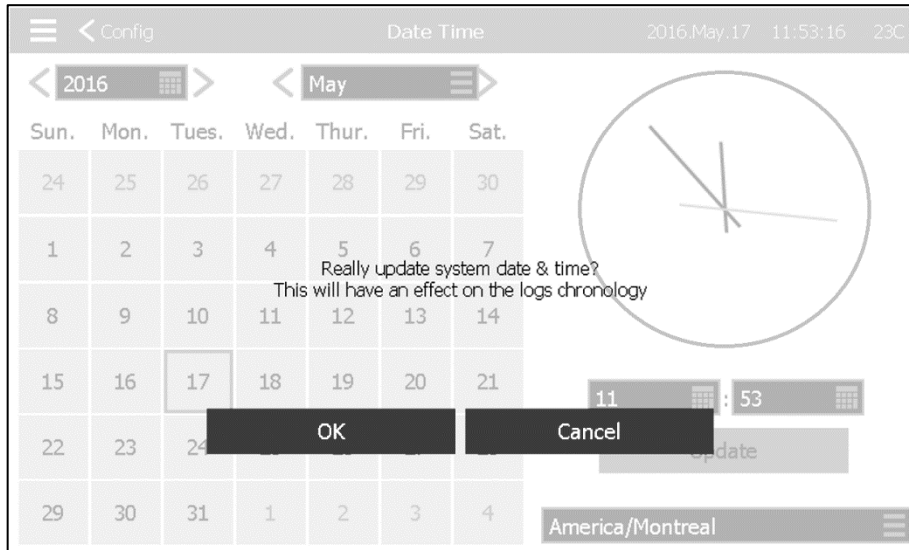 Config Date Time 2016.May.17 11:53:16 23C
2016 May
Sun. Mon. Tues. Wed. Thur. Fri. Sat.
24 25 26 27 28 29 30
1 2 3 4 5 6 7
Really update system date & time?
This will have an effect on the logs chronology
8 9 10 11 12 13 14
15 16 17 18 19 20 21
11 : 53
OK Cancel
22 23 24
Update
29 30 31 1 2 3 4
America/Montreal